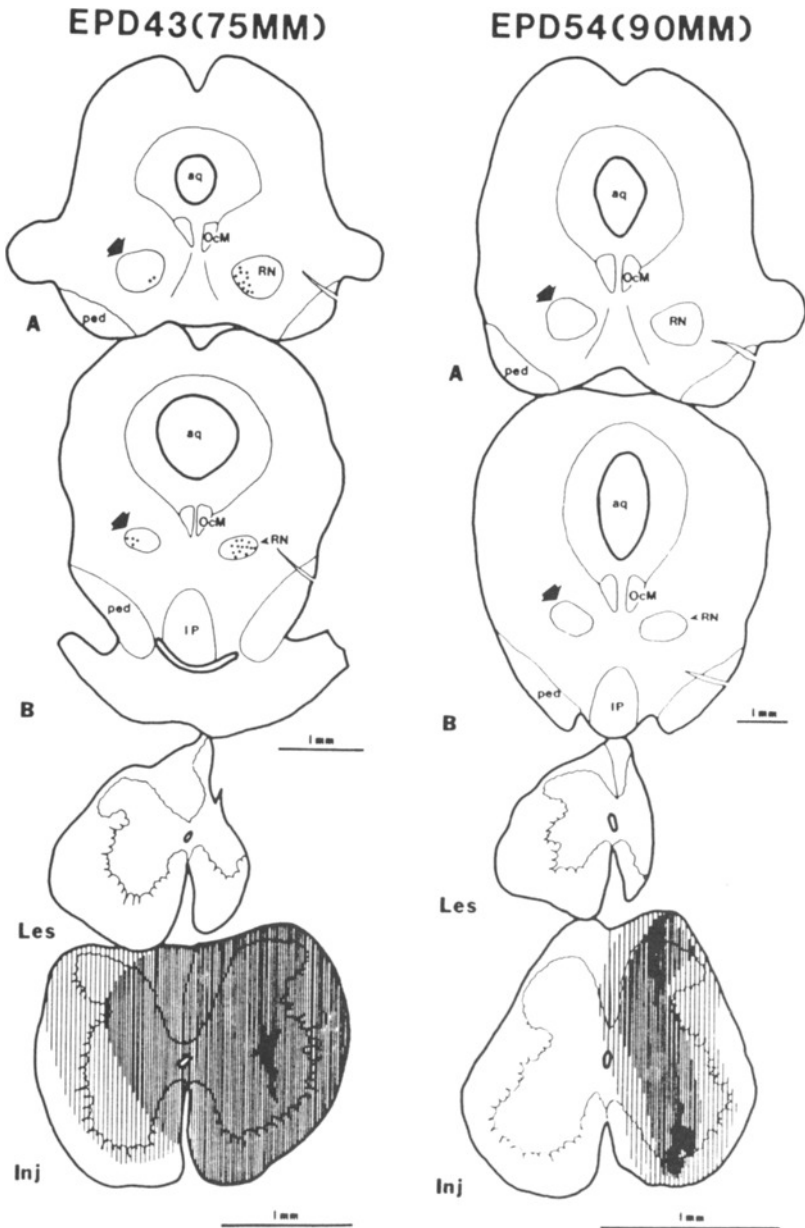 EPD43(75MM)
aq
OcM
RN
ped
A
aq
OcM
RN
ped
IP
B
1mm
Les
Inj
1mm
EPD54(90MM)
aq
OcM
RN
ped
A
aq
OcM
RN
ped
IP
B
1mm
Les
Inj
1mm